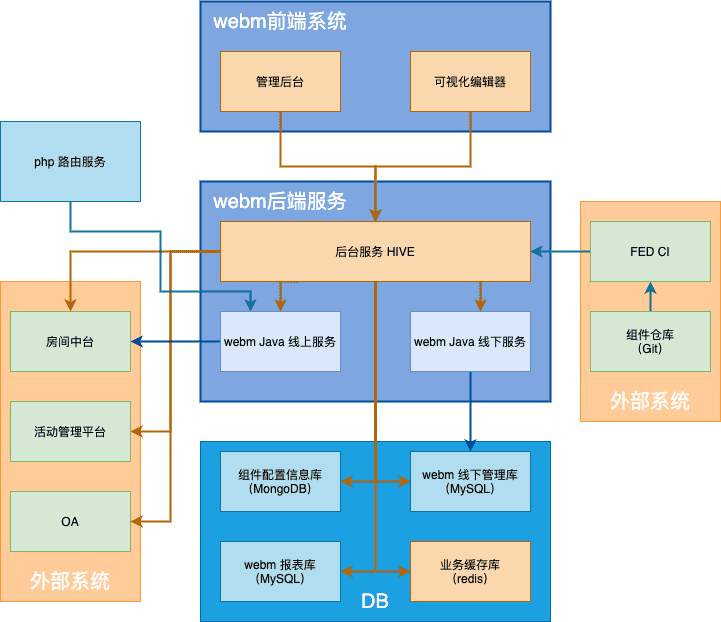 webm前端系统
管理后台
可视化编辑器
php 路由服务
webm后端服务
后台服务 HIVE
webm Java 线上服务
webm Java 线下服务
FED CI
组件仓库
(Git)
外部系统
房间中台
活动管理平台
OA
外部系统
组件配置信息库
(MongoDB)
webm 线下管理库
(MySQL)
webm 报表库
(MySQL)
业务缓存库
(redis)
DB